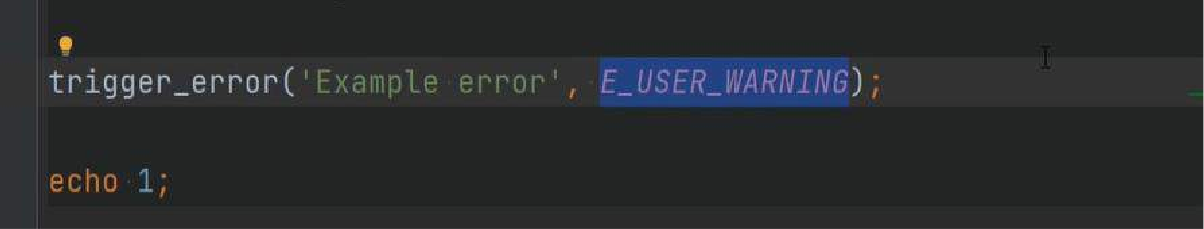 trigger_error('Example error', E_USER_WARNING);
echo 1;